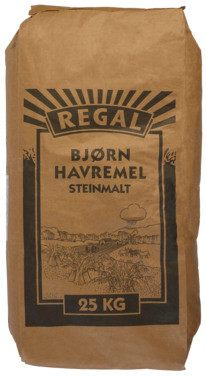 REGAL
BJØRN
HAVREMEL
STEINMALT
25 KG